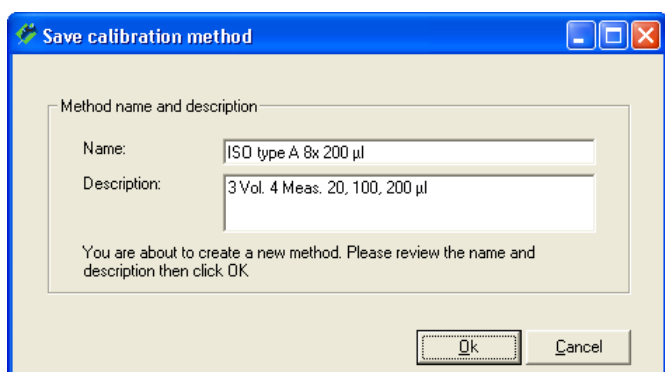 Save calibration method
Method name and description
Name:
ISO type A 8x 200 µl
Description:
3 Vol. 4 Meas. 20, 100, 200 µl
You are about to create a new method. Please review the name and
description then click OK
Ok
Cancel